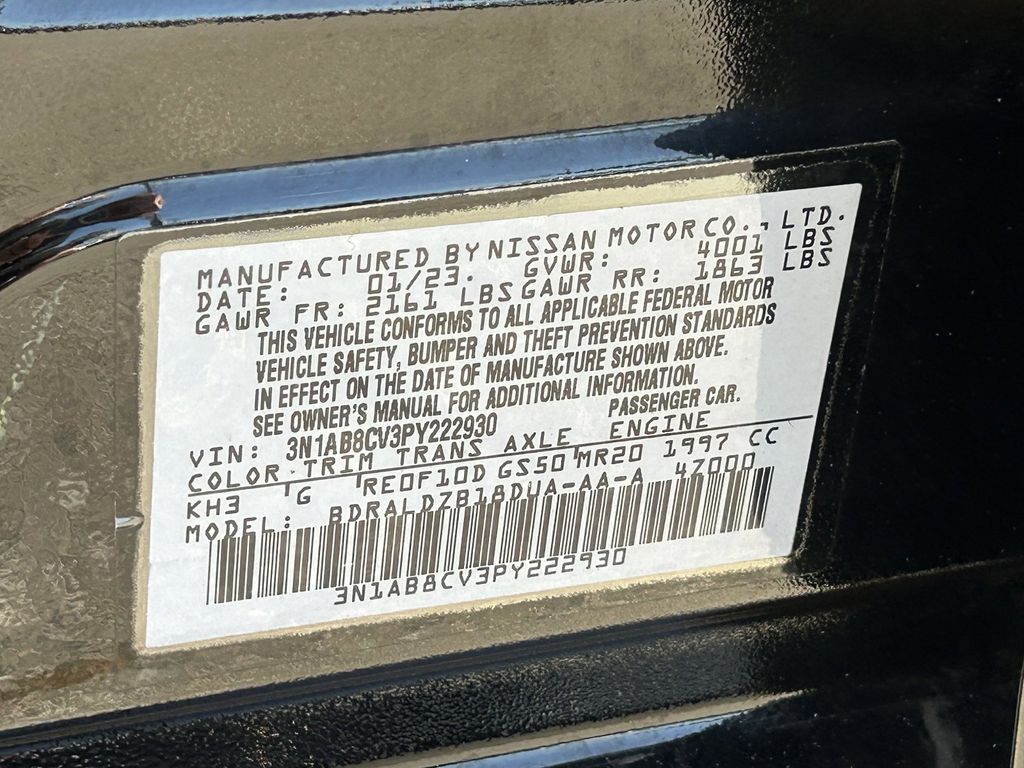 MANUFACTURED BY NISSAN MOTOR CO., LTD.
DATE: 01/23. GVWR: 4001 LBS
GAWR FR: 2161 LBS GAWR RR: 1863 LBS
THIS VEHICLE CONFORMS TO ALL APPLICABLE FEDERAL MOTOR
VEHICLE SAFETY, BUMPER AND THEFT PREVENTION STANDARDS
IN EFFECT ON THE DATE OF MANUFACTURE SHOWN ABOVE.
SEE OWNER'S MANUAL FOR ADDITIONAL INFORMATION.
VIN: 3N1AB8CV3PY222930 PASSENGER CAR.
COLOR TRIM TRANS AXLE ENGINE
KH3 G RE0F10D GS50 MR20 1997 CC
MODEL: BDRALDZB18DUA-AA-A 47000
3N1AB8CV3PY222930